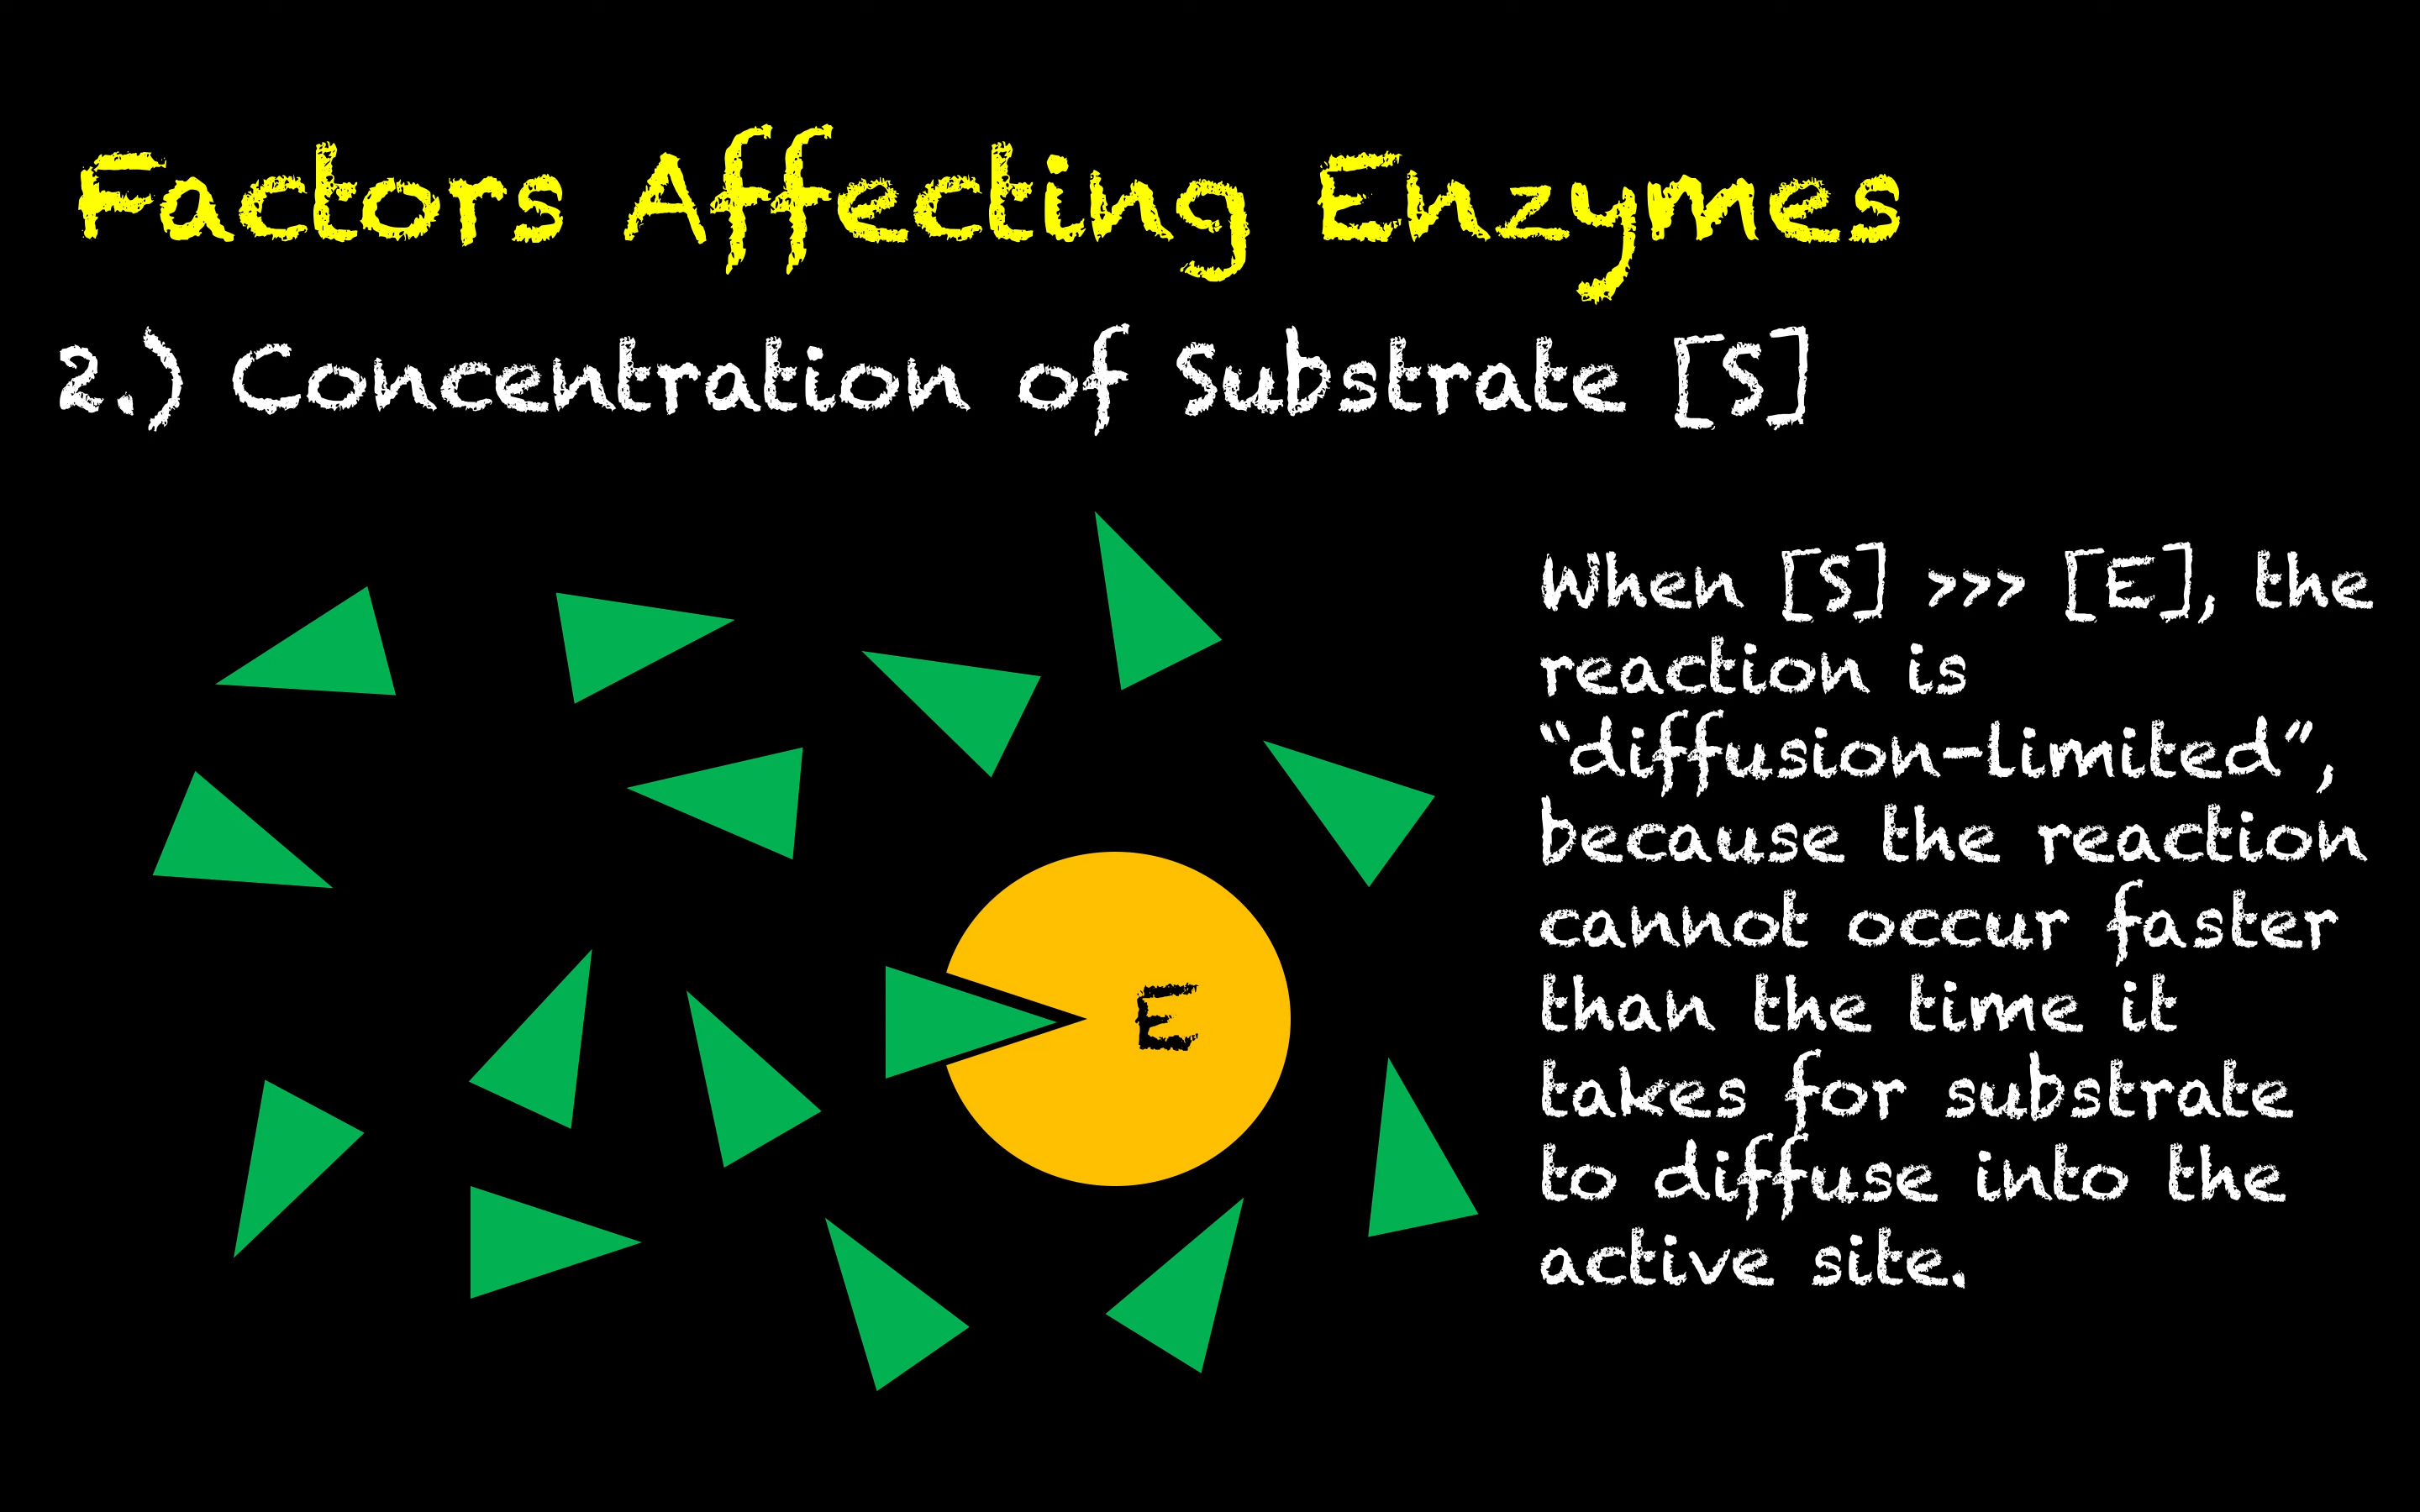 Factors Affecting Enzymes
2.) Concentration of Substrate [S]
When [S] >>> [E], the
reaction is
“diffusion-limited”,
because the reaction
cannot occur faster
than the time it
takes for substrate
to diffuse into the
active site.
E